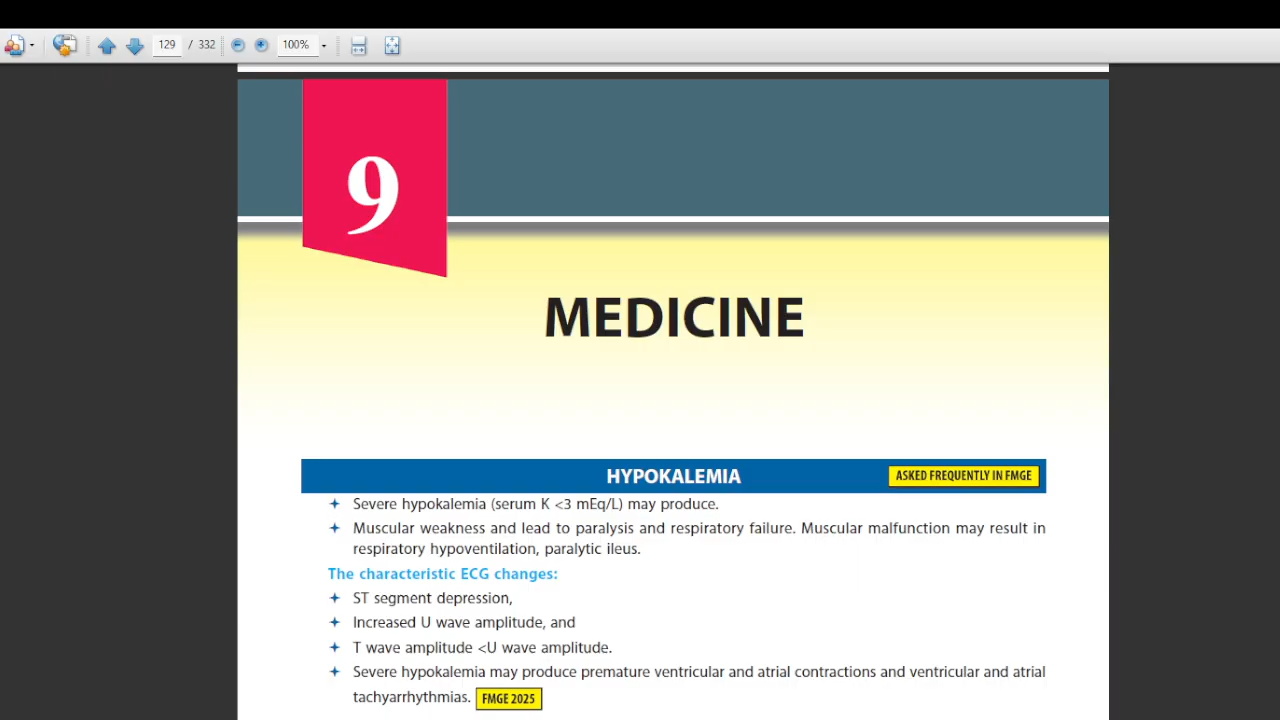 129 / 332 100%
9
MEDICINE
HYPOKALEMIA ASKED FREQUENTLY IN FMGE
Severe hypokalemia (serum K <3 mEq/L) may produce.
Muscular weakness and lead to paralysis and respiratory failure. Muscular malfunction may result in
respiratory hypoventilation, paralytic ileus.
The characteristic ECG changes:
ST segment depression,
Increased U wave amplitude, and
T wave amplitude <U wave amplitude.
Severe hypokalemia may produce premature ventricular and atrial contractions and ventricular and atrial
tachyarrhythmias. FMGE 2025